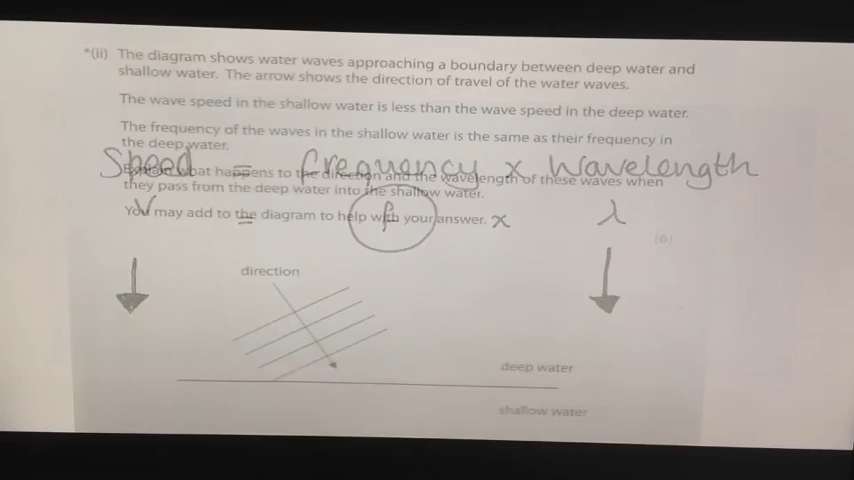 *(ii) The diagram shows water waves approaching a boundary between deep water and
shallow water. The arrow shows the direction of travel of the water waves.
The wave speed in the shallow water is less than the wave speed in the deep water.
The frequency of the waves in the shallow water is the same as their frequency in
the deep water.
Speed = frequency x Wavelength
Explain what happens to the direction and the wavelength of these waves when
they pass from the deep water into the shallow water.
You may add to the diagram to help with your answer.
V = f x λ
(6)
direction
deep water
shallow water